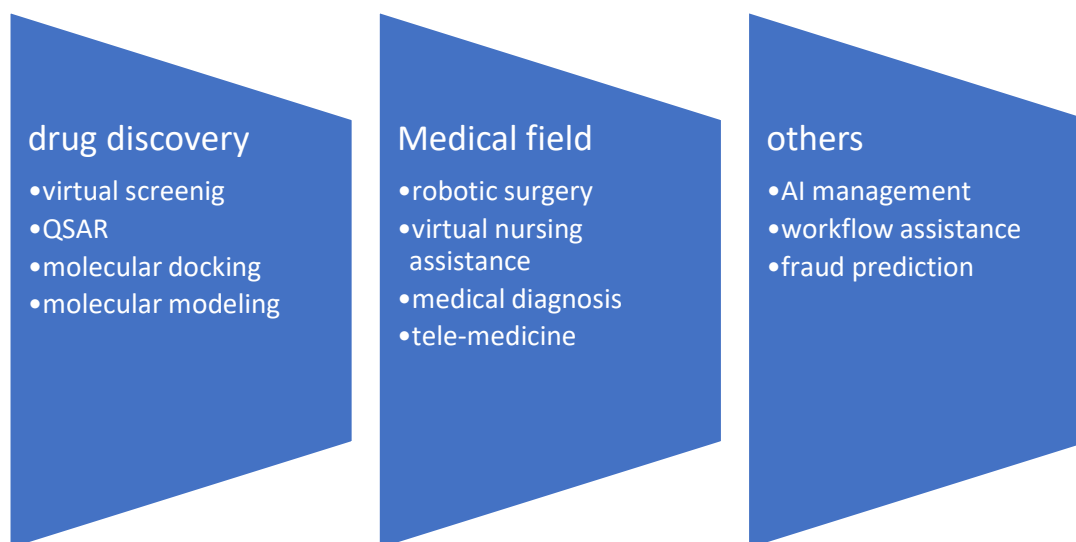 drug discovery
•virtual screenig
•QSAR
•molecular docking
•molecular modeling
Medical field
•robotic surgery
•virtual nursing
assistance
•medical diagnosis
•tele-medicine
others
•AI management
•workflow assistance
•fraud prediction